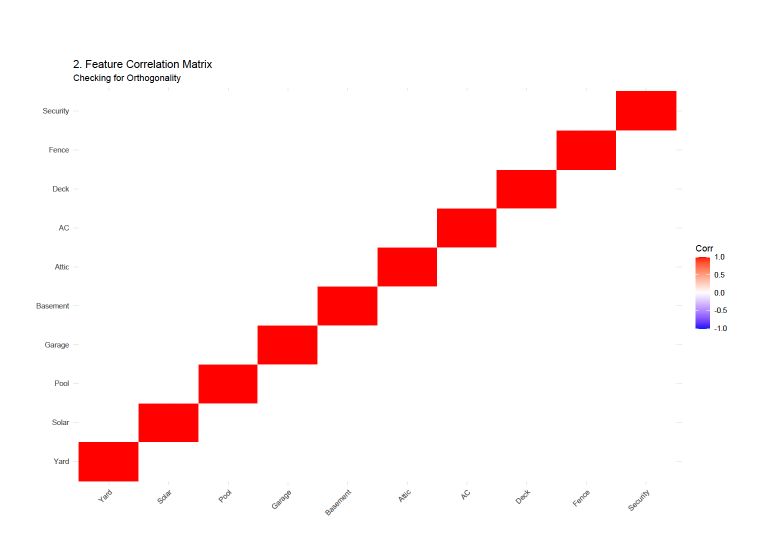 2. Feature Correlation Matrix
Checking for Orthogonality
Security
Fence
Deck
AC
Attic
Basement
Garage
Pool
Solar
Yard
Yard
Solar
Pool
Garage
Basement
Attic
AC
Deck
Fence
Security
Corr
1.0
0.5
0.0
-0.5
-1.0